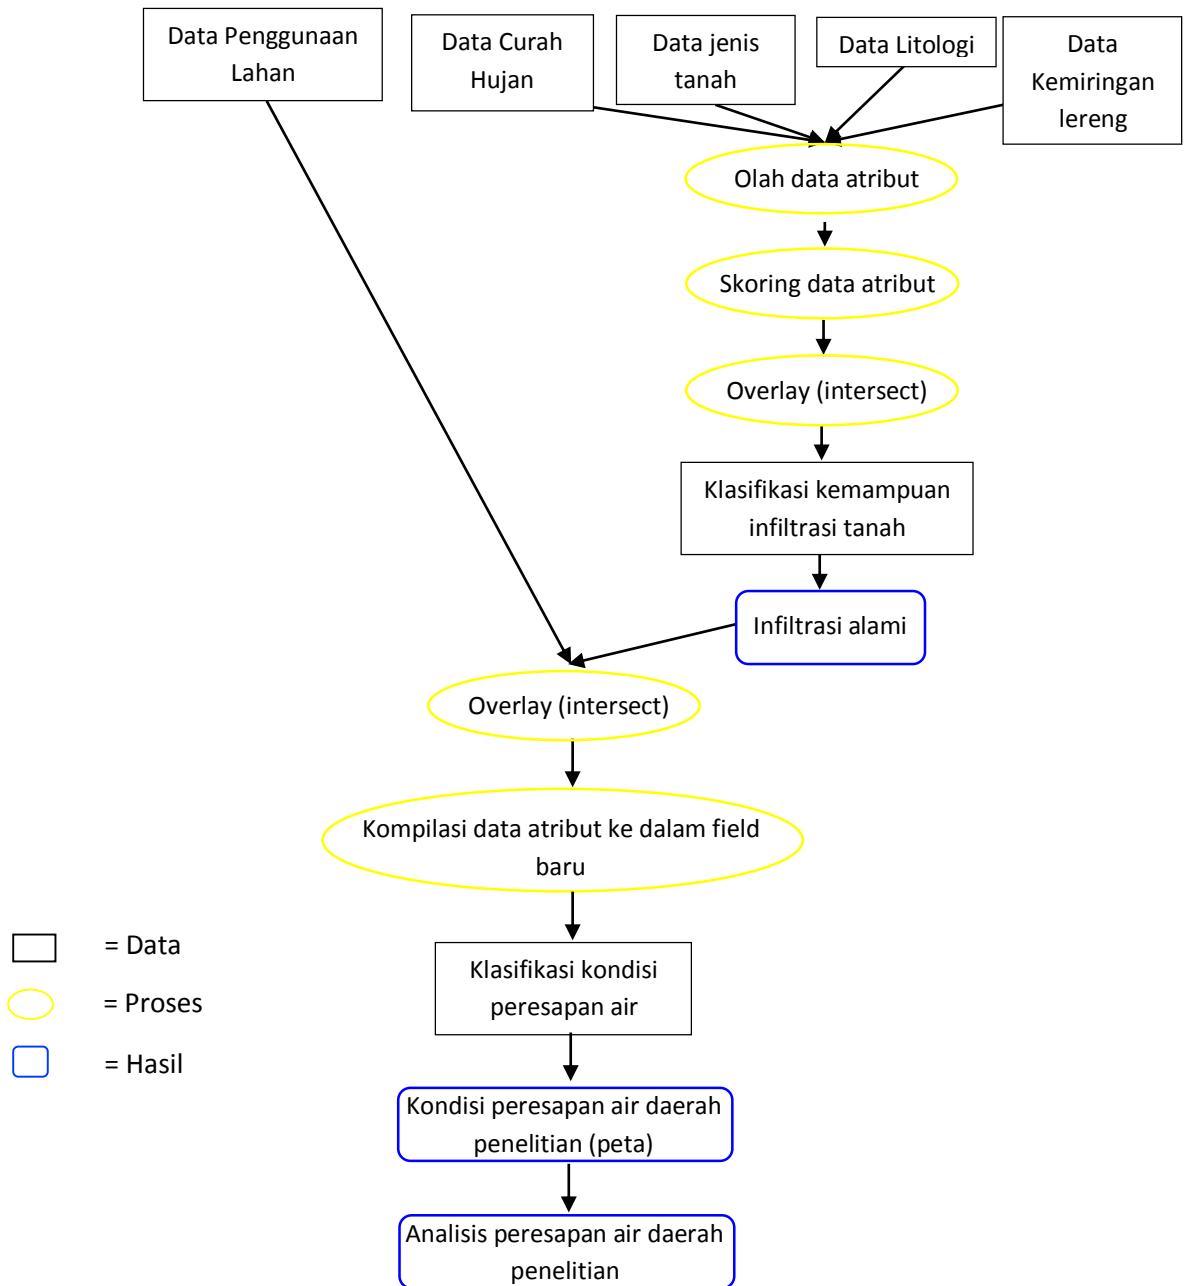 Data Penggunaan
Lahan
Data Curah
Hujan
Data jenis
tanah
Data Litologi
Data
Kemiringan
lereng
Olah data atribut
Skoring data atribut
Overlay (intersect)
Klasifikasi kemampuan
infiltrasi tanah
Infiltrasi alami
Overlay (intersect)
Kompilasi data atribut ke dalam field
baru
Klasifikasi kondisi
peresapan air
Kondisi peresapan air daerah
penelitian (peta)
Analisis peresapan air daerah
penelitian
= Data
= Proses
= Hasil